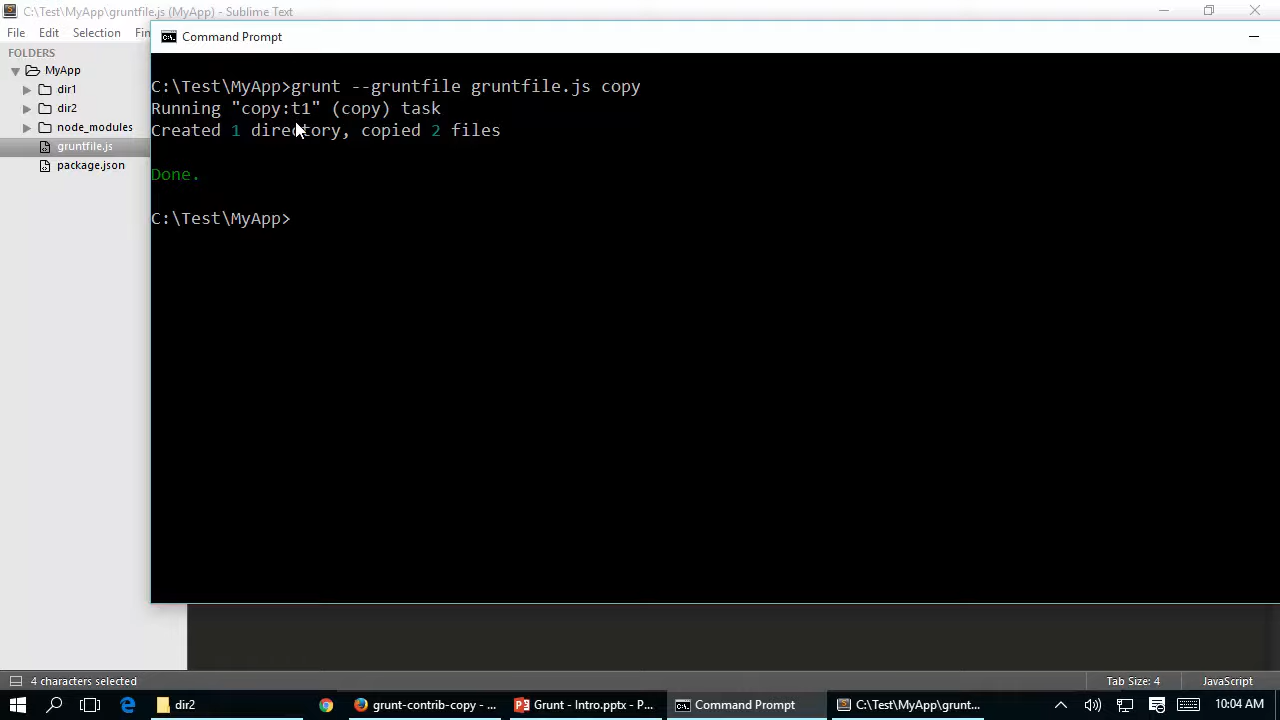 C:\Test\MyApp\gruntfile.js (MyApp) - Sublime Text
File Edit Selection Fin
Command Prompt
FOLDERS
MyApp
dir1
dir2
node_modules
gruntfile.js
package.json
C:\Test\MyApp>grunt --gruntfile gruntfile.js copy
Running "copy:t1" (copy) task
Created 1 directory, copied 2 files
Done.
C:\Test\MyApp>
4 characters selected
Tab Size: 4
JavaScript
dir2
grunt-contrib-copy - ...
Grunt - Intro.pptx - P...
Command Prompt
C:\Test\MyApp\grunt...
10:04 AM